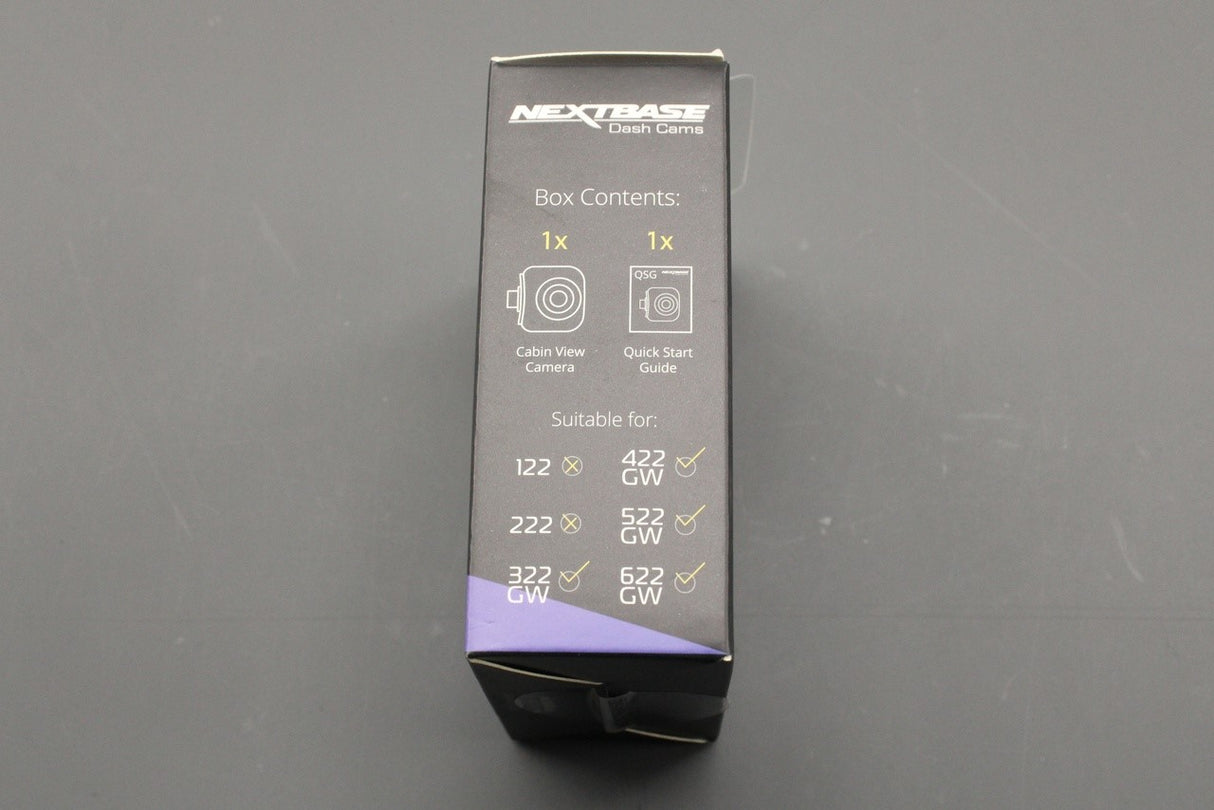 NEXTBASE
Dash Cams
Box Contents:
1x 1x
QSG NEXTBASE
Cabin View Quick Start
Camera Guide
Suitable for:
122 422
GW
222 522
GW
322 622
GW GW